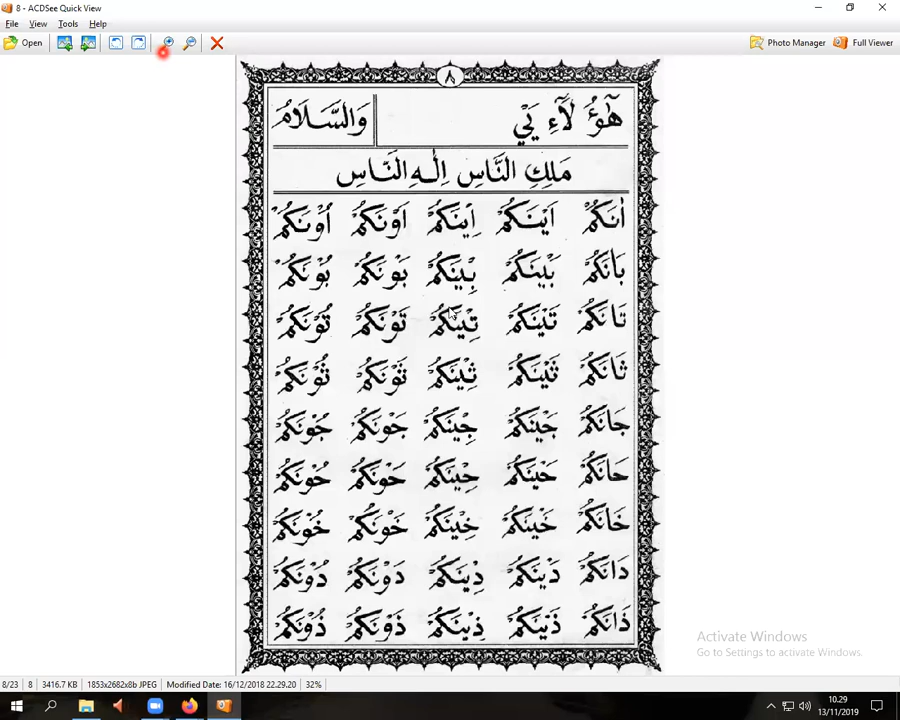 8 - ACDSee Quick View
File View Tools Help
Open Photo Manager Full Viewer
٨
هٰٓؤُ لَآءِ يَيْ وَالسَّلَامُ
مَلِكِ النَّاسِ اِلٰهِ النَّاسِ
اٰنَكُمْ اَيْنَكُمْ اِيْنَكُمْ اَوْنَكُمْ اُوْنَكُمْ
بَانَكُمْ بَيْنَكُمْ بِيْنَكُمْ بَوْنَكُمْ بُوْنَكُمْ
تَانَكُمْ تَيْنَكُمْ تِيْنَكُمْ تَوْنَكُمْ تُوْنَكُمْ
ثَانَكُمْ ثَيْنَكُمْ ثِيْنَكُمْ ثَوْنَكُمْ ثُوْنَكُمْ
جَانَكُمْ جَيْنَكُمْ جِيْنَكُمْ جَوْنَكُمْ جُوْنَكُمْ
حَانَكُمْ حَيْنَكُمْ حِيْنَكُمْ حَوْنَكُمْ حُوْنَكُمْ
خَانَكُمْ خَيْنَكُمْ خِيْنَكُمْ خَوْنَكُمْ خُوْنَكُمْ
دَانَكُمْ دَيْنَكُمْ دِيْنَكُمْ دَوْنَكُمْ دُوْنَكُمْ
ذَانَكُمْ ذَيْنَكُمْ ذِيْنَكُمْ ذَوْنَكُمْ ذُوْنَكُمْ
Activate Windows
Go to Settings to activate Windows.
8/23 8 3416.7 KB 1853x2682x8b JPEG Modified Date: 16/12/2018 22.29.20 32%
10.29
13/11/2019